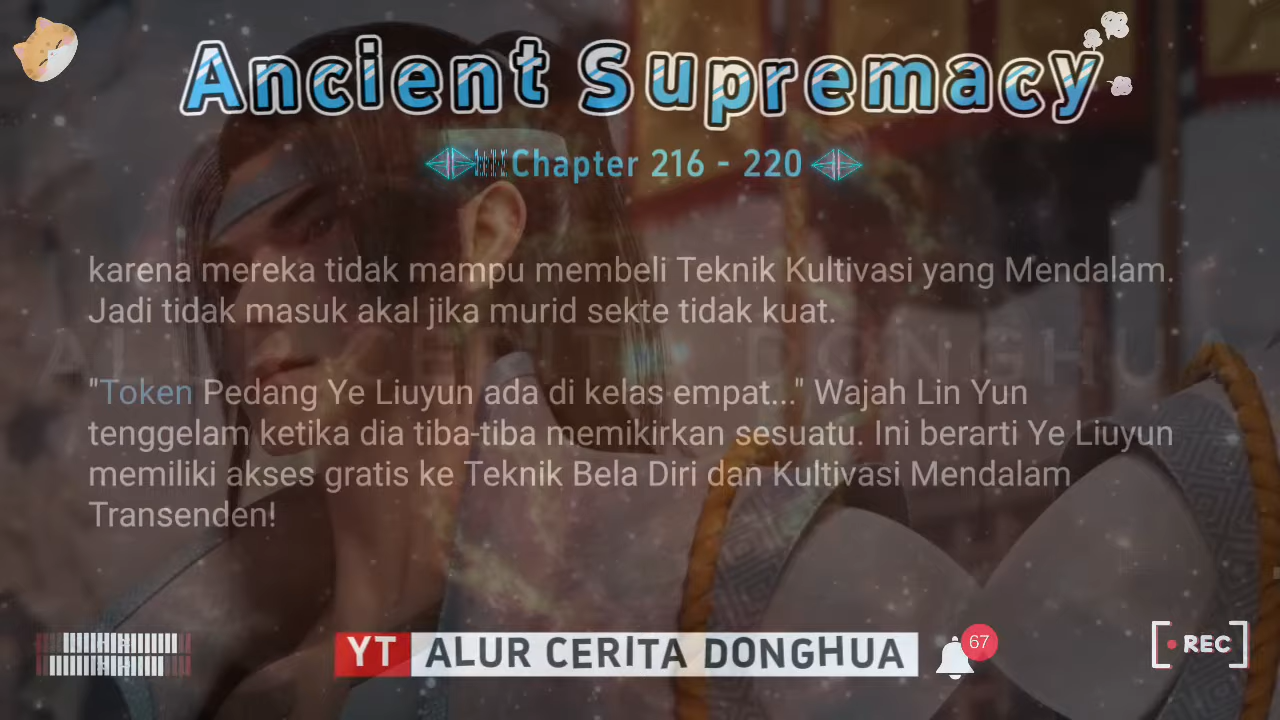 Ancient Supremacy
Chapter 216 - 220
karena mereka tidak mampu membeli Teknik Kultivasi yang Mendalam.
Jadi tidak masuk akal jika murid sekte tidak kuat.
"Token Pedang Ye Liuyun ada di kelas empat..." Wajah Lin Yun
tenggelam ketika dia tiba-tiba memikirkan sesuatu. Ini berarti Ye Liuyun
memiliki akses gratis ke Teknik Bela Diri dan Kultivasi Mendalam
Transenden!
YT ALUR CERITA DONGHUA
67
REC